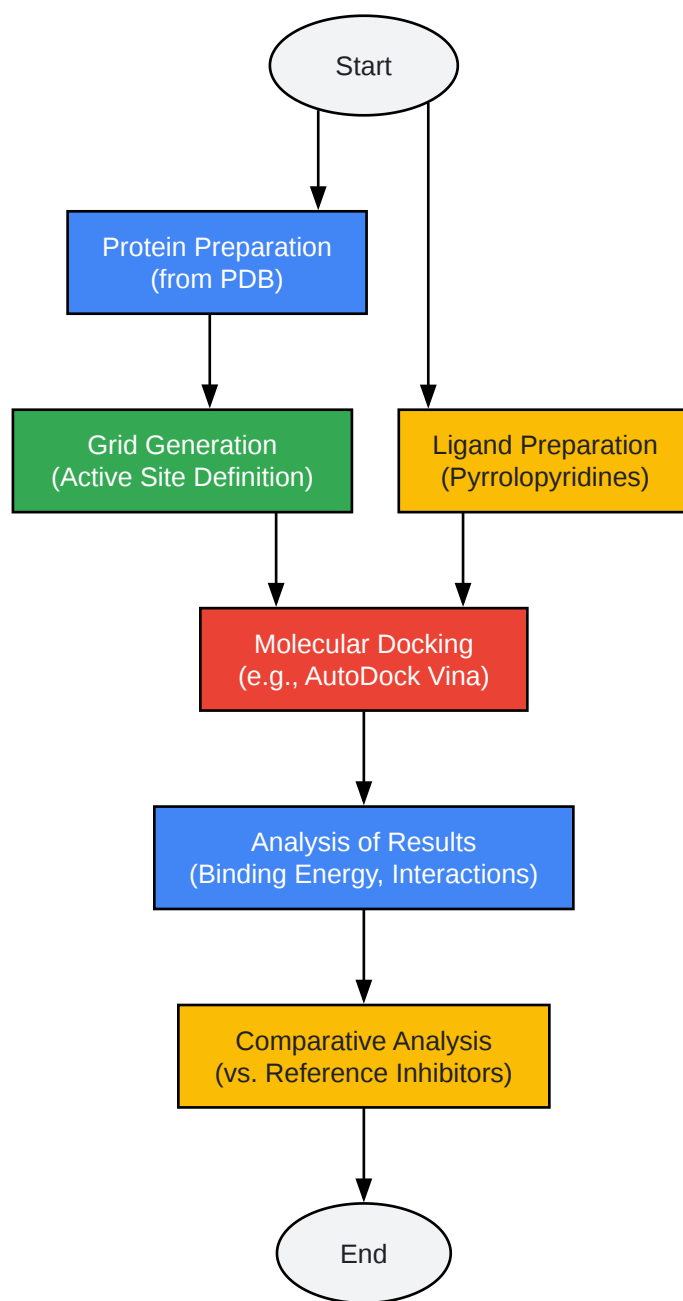 Start
Protein Preparation
(from PDB)
Grid Generation
(Active Site Definition)
Ligand Preparation
(Pyrrolopyridines)
Molecular Docking
(e.g., AutoDock Vina)
Analysis of Results
(Binding Energy, Interactions)
Comparative Analysis
(vs. Reference Inhibitors)
End